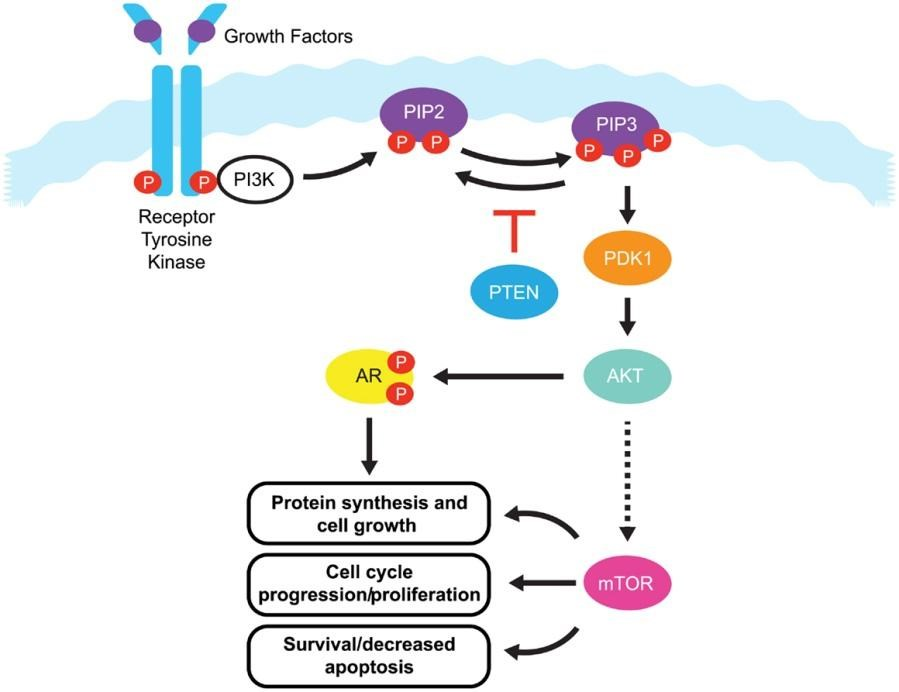 Growth Factors
PIP2
P P
PIP3
P P P
P P PI3K
Receptor
Tyrosine
Kinase
PDK1
PTEN
AR P
P
AKT
Protein synthesis and
cell growth
Cell cycle
progression/proliferation
mTOR
Survival/decreased
apoptosis